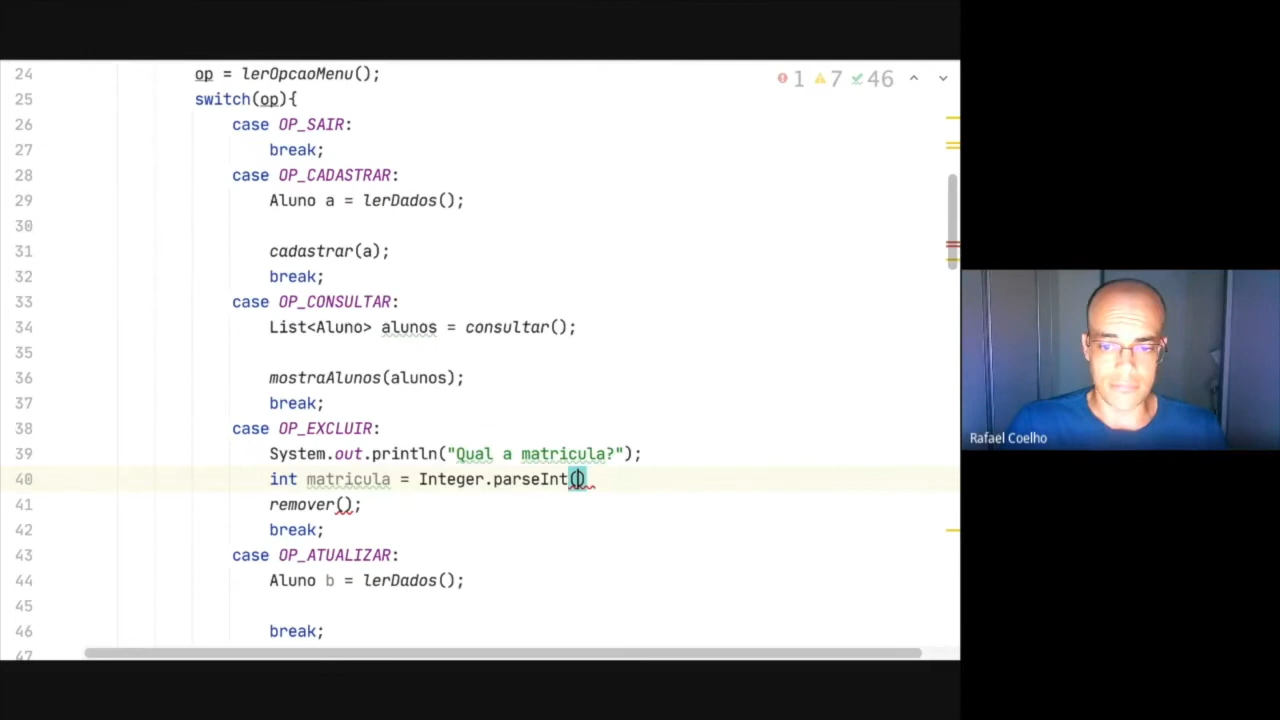 24 op = lerOpcaoMenu();
1 7 46
25 switch(op){
26 case OP_SAIR:
27 break;
28 case OP_CADASTRAR:
29 Aluno a = lerDados();
30
31 cadastrar(a);
32 break;
33 case OP_CONSULTAR:
34 List<Aluno> alunos = consultar();
35
36 mostraAlunos(alunos);
37 break;
38 case OP_EXCLUIR:
39 System.out.println("Qual a matricula?");
40 int matricula = Integer.parseInt()
41 remover();
42 break;
43 case OP_ATUALIZAR:
44 Aluno b = lerDados();
45
46 break;
47
Rafael Coelho